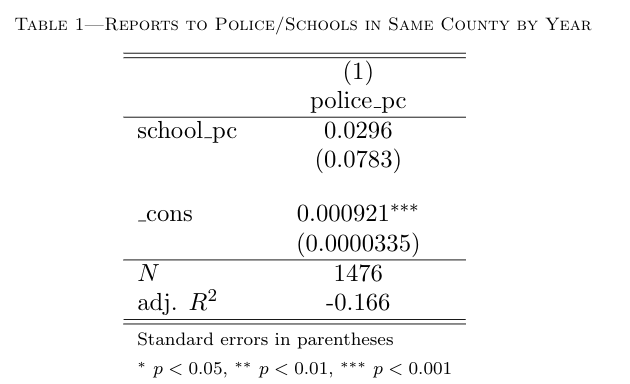 TABLE 1—REPORTS TO POLICE/SCHOOLS IN SAME COUNTY BY YEAR
(1)
police_pc
school_pc 0.0296
(0.0783)
_cons 0.000921***
(0.0000335)
N 1476
adj. R² -0.166
Standard errors in parentheses
* p < 0.05, ** p < 0.01, *** p < 0.001